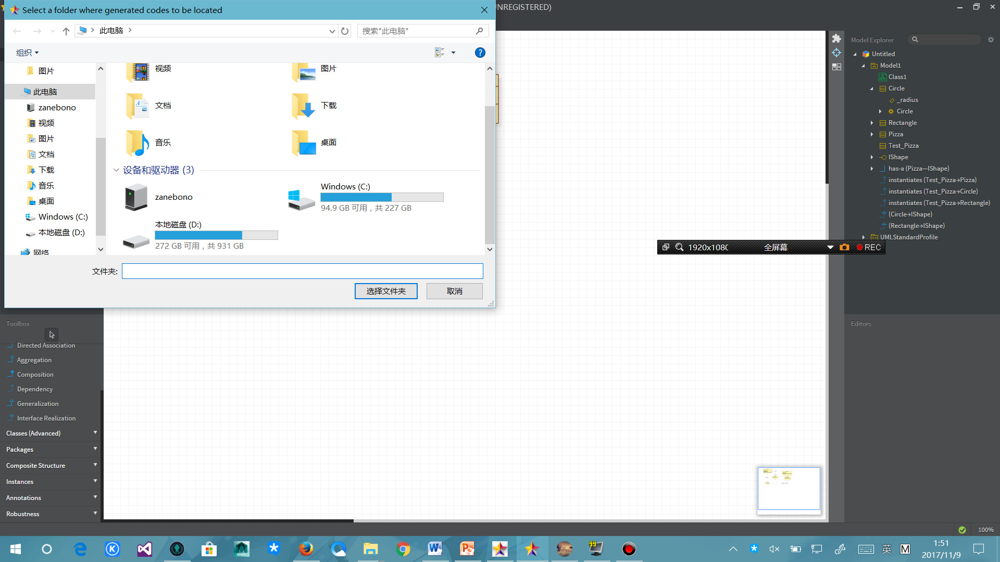 Select a folder where generated codes to be located
UNREGISTERED)
此电脑
搜索"此电脑"
组织
图片
此电脑
zanebono
视频
图片
文档
下载
音乐
桌面
Windows (C:)
本地磁盘 (D:)
网络
视频
图片
文档
下载
音乐
桌面
设备和驱动器 (3)
zanebono
Windows (C:)
94.9 GB 可用，共 227 GB
本地磁盘 (D:)
272 GB 可用，共 931 GB
文件夹:
选择文件夹
取消
Model Explorer
Untitled
Model1
Class1
Circle
_radius
Circle
Rectangle
Pizza
Test_Pizza
IShape
has-a (Pizza—IShape)
instantiates (Test_Pizza→Pizza)
instantiates (Test_Pizza→Circle)
instantiates (Test_Pizza→Rectangle)
(Circle→IShape)
(Rectangle→IShape)
UMLStandardProfile
1920x1080
全屏幕
REC
Toolbox
Directed Association
Aggregation
Composition
Dependency
Generalization
Interface Realization
Classes (Advanced)
Packages
Composite Structure
Instances
Annotations
Robustness
Editors
100%
MAYA
99
英
M
1:51
2017/11/9